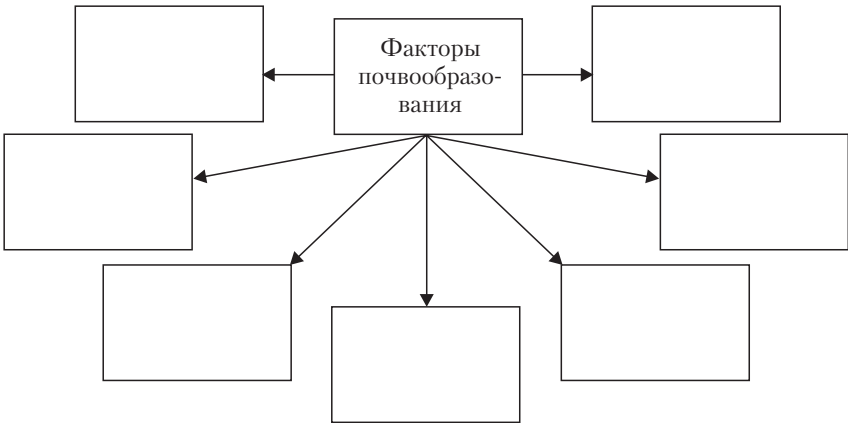 Факторы
почвообразо-
вания